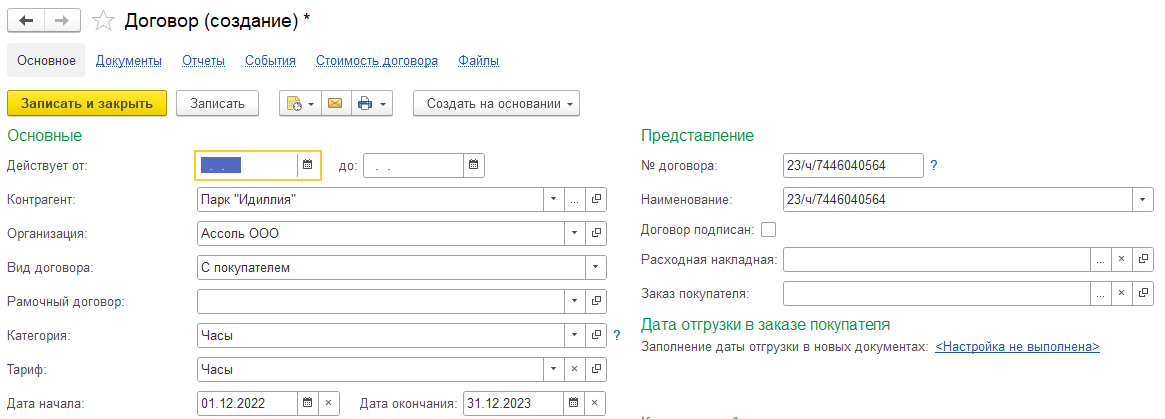 Договор (создание) *
Основное Документы Отчеты События Стоимость договора Файлы
Записать и закрыть Записать Создать на основании
Основные
Действует от: . . до: . .
Контрагент: Парк "Идиллия" ...
Организация: Ассоль ООО
Вид договора: С покупателем
Рамочный договор:
Категория: Часы ?
Тариф: Часы ×
Дата начала: 01.12.2022 × Дата окончания: 31.12.2023 ×
Представление
№ договора: 23/ч/7446040564 ?
Наименование: 23/ч/7446040564
Договор подписан:
Расходная накладная: ... ×
Заказ покупателя: ... ×
Дата отгрузки в заказе покупателя
Заполнение даты отгрузки в новых документах: <Настройка не выполнена>